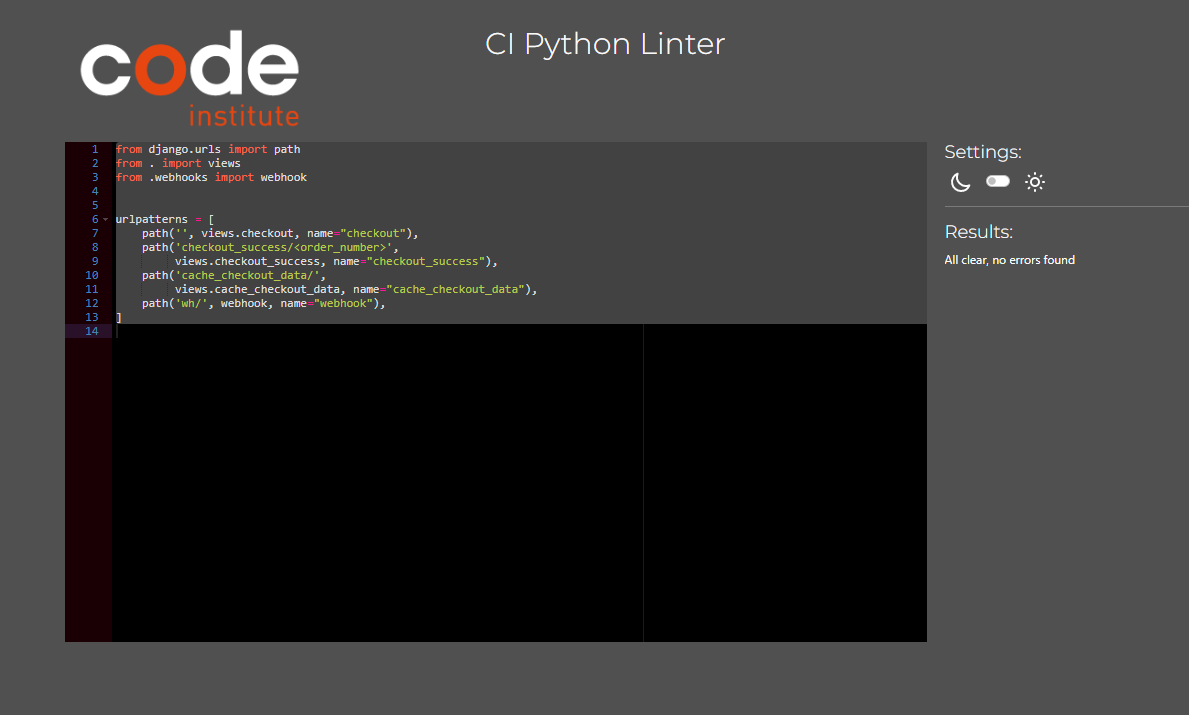 code
institute
CI Python Linter
1 from django.urls import path
2 from . import views
3 from .webhooks import webhook
4
5
6 urlpatterns = [
7     path('', views.checkout, name="checkout"),
8     path('checkout_success/<order_number>',
9          views.checkout_success, name="checkout_success"),
10     path('cache_checkout_data/',
11          views.cache_checkout_data, name="cache_checkout_data"),
12     path('wh/', webhook, name="webhook"),
13 ]
14
Settings:
Results:
All clear, no errors found